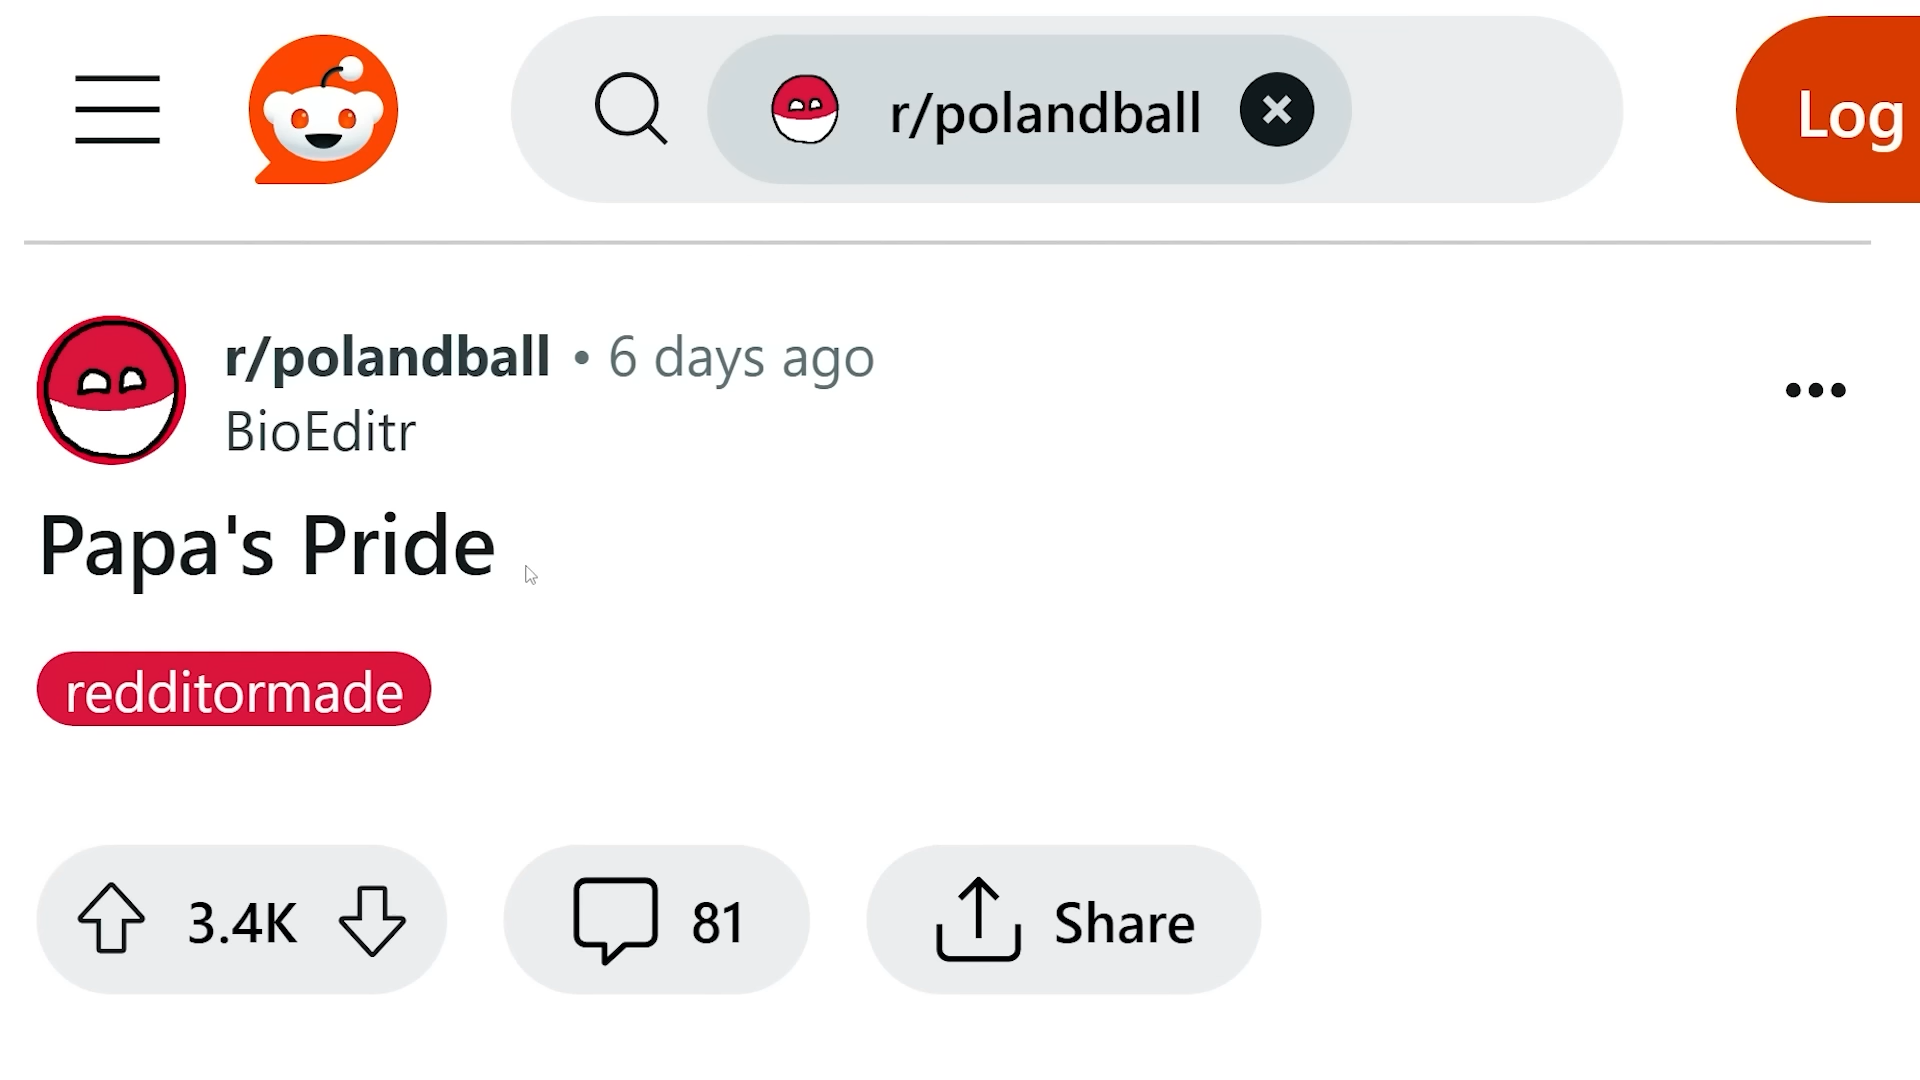 r/polandball
Log
r/polandball • 6 days ago
BioEditr
Papa's Pride
redditormade
3.4K
81
Share